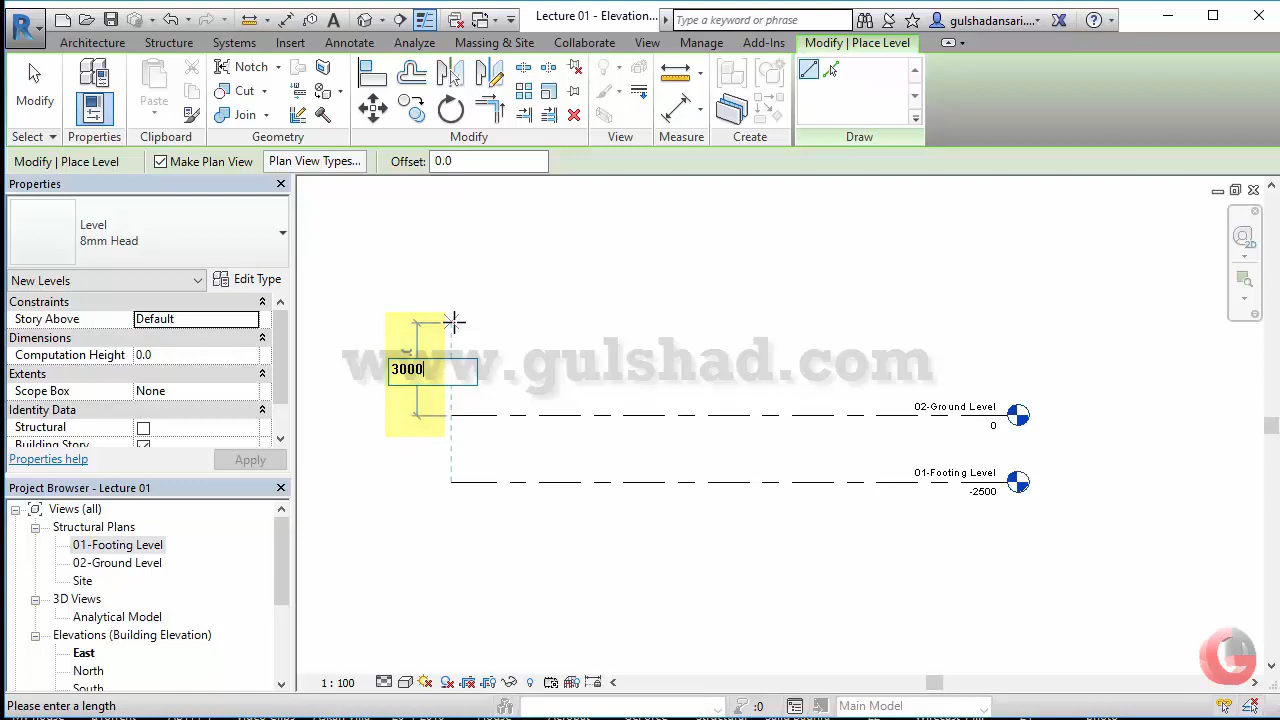 Lecture 01 - Elevation... Type a keyword or phrase gulshadansari....
Architecture Structure Systems Insert Annotate Analyze Massing & Site Collaborate View Manage Add-Ins Modify | Place Level
Modify Paste Notch Cut Join
Select Properties Clipboard Geometry Modify View Measure Create Draw
Modify | Place Level Make Plan View Plan View Types... Offset: 0.0
Properties
Level
8mm Head
New Levels Edit Type
Constraints
Story Above Default
Dimensions
Computation Height 0.0
Extents
Scope Box None
Identity Data
Structural
Building Story
Properties help Apply
Project Browser - Lecture 01
Views (all)
Structural Plans
01-Footing Level
02-Ground Level
Site
3D Views
Analytical Model
Elevations (Building Elevation)
East
North
South
www.gulshad.com
3000
02-Ground Level
0
01-Footing Level
-2500
2D
1 : 100
Please enter a length :0 Main Model